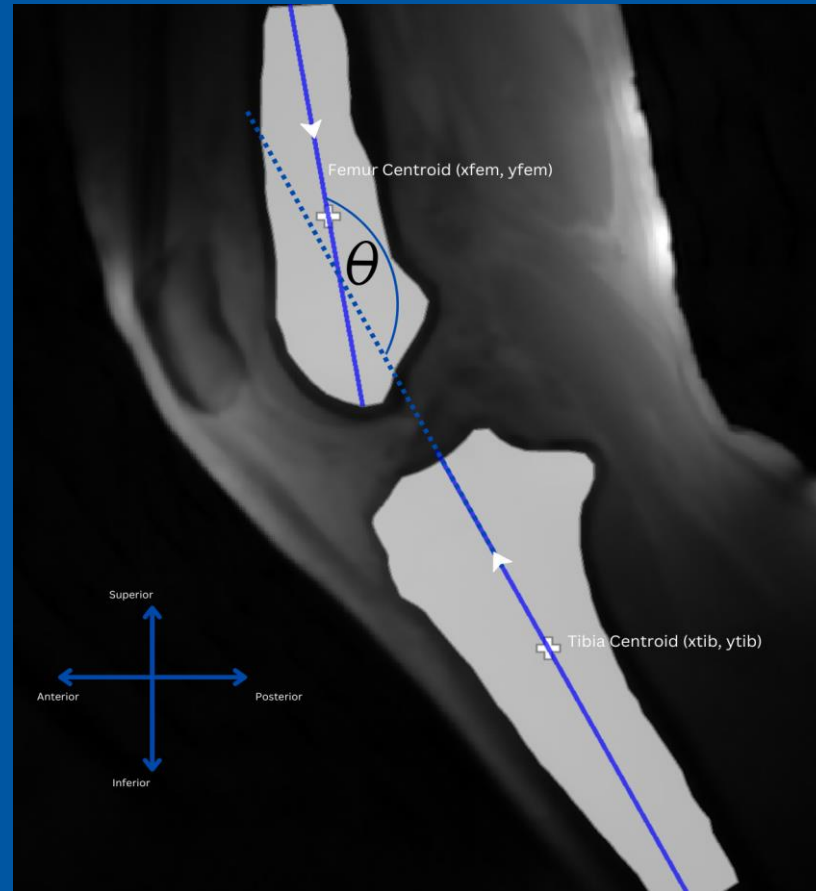 Femur Centroid (xfem, yfem)
θ
Superior
Tibia Centroid (xtib, ytib)
Anterior
Posterior
Inferior